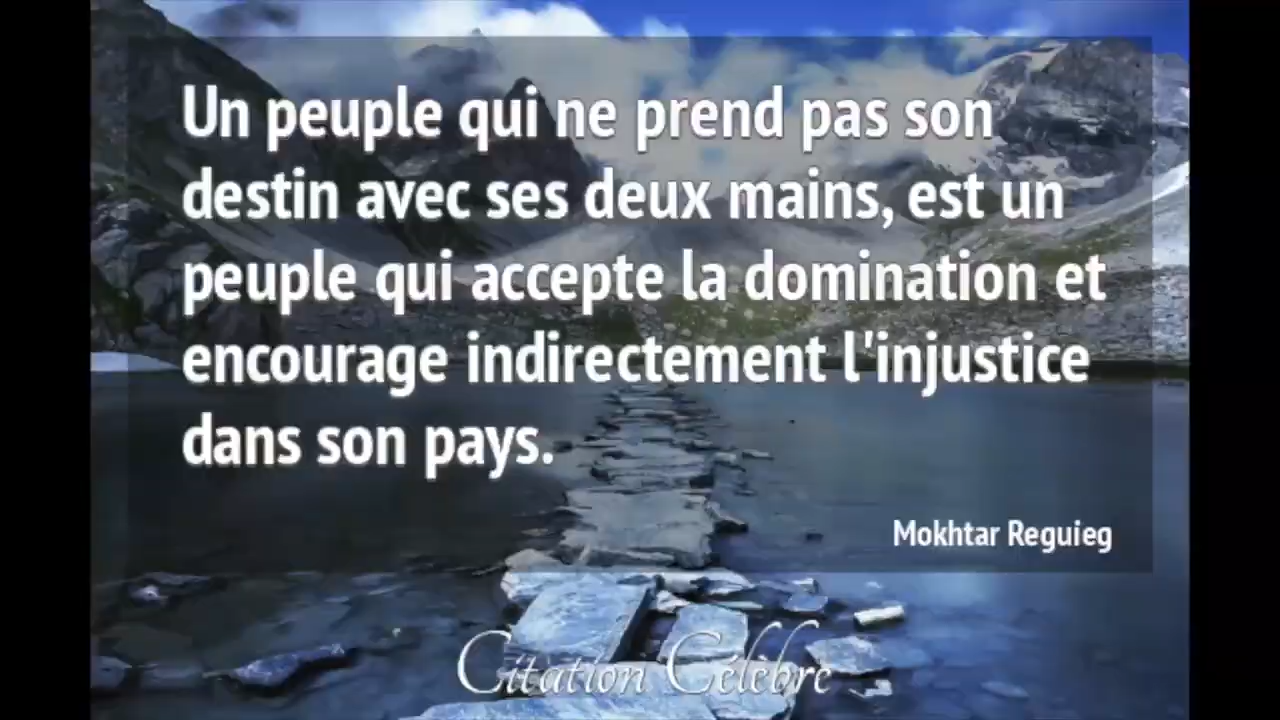 Un peuple qui ne prend pas son
destin avec ses deux mains, est un
peuple qui accepte la domination et
encourage indirectement l'injustice
dans son pays.
Mokhtar Reguieg
Citation Célèbre